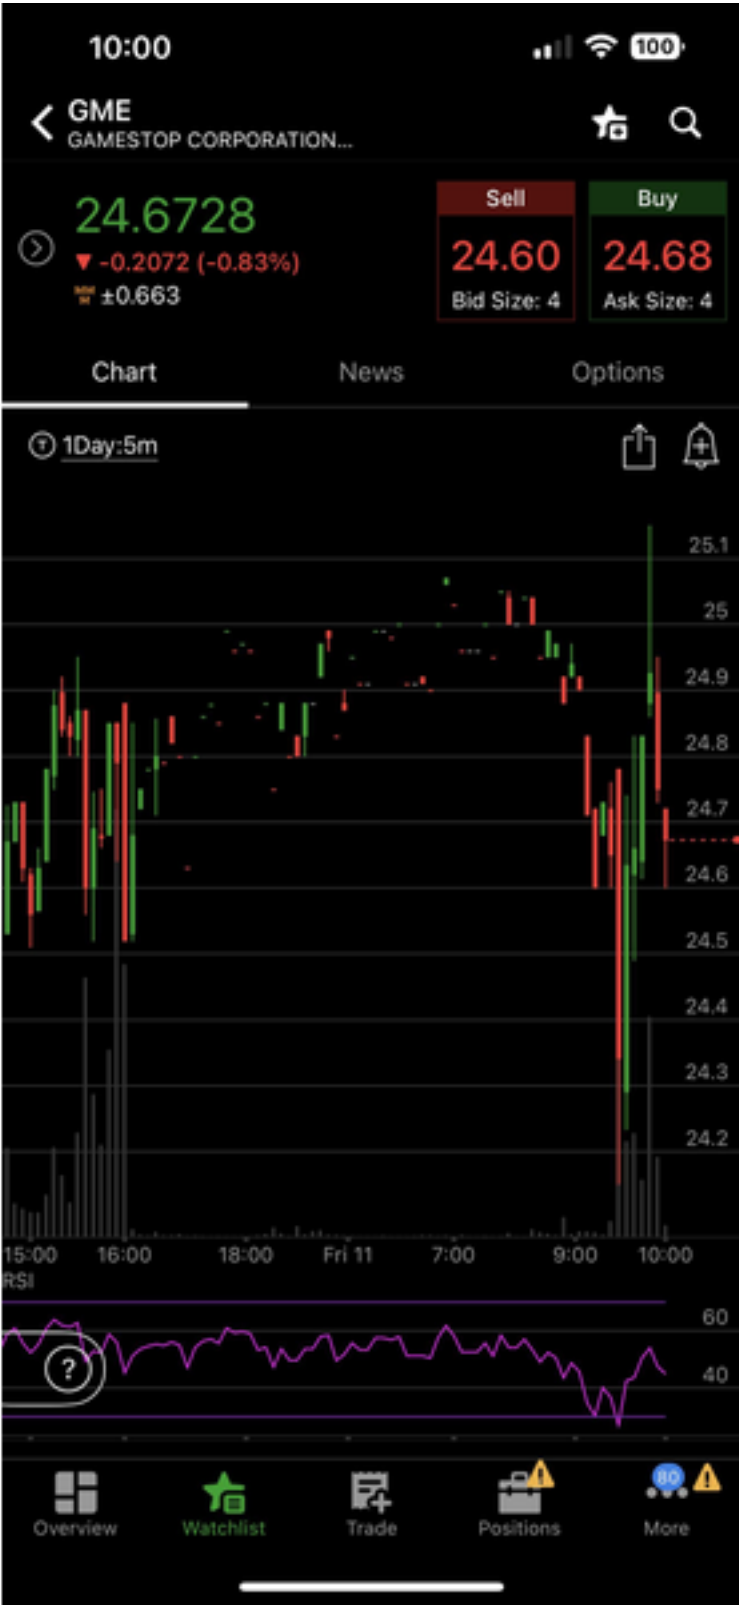 10:00
100
GME
GAMESTOP CORPORATION...
24.6728
-0.2072 (-0.83%)
±0.663
Sell
24.60
Bid Size: 4
Buy
24.68
Ask Size: 4
Chart
News
Options
T
1Day:5m
25.1
25
24.9
24.8
24.7
24.6
24.5
24.4
24.3
24.2
15:00 16:00 18:00 Fri 11 7:00 9:00 10:00
RSI
60
40
?
80
Overview
Watchlist
Trade
Positions
More